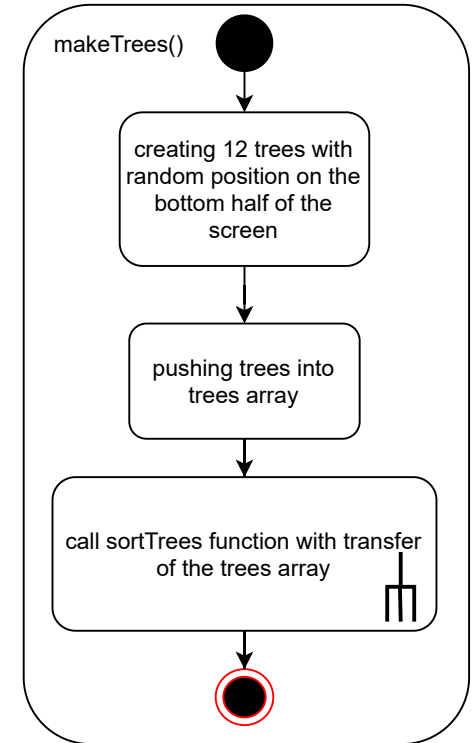 makeTrees()
creating 12 trees with
random position on the
bottom half of the
screen
pushing trees into
trees array
call sortTrees function with transfer
of the trees array